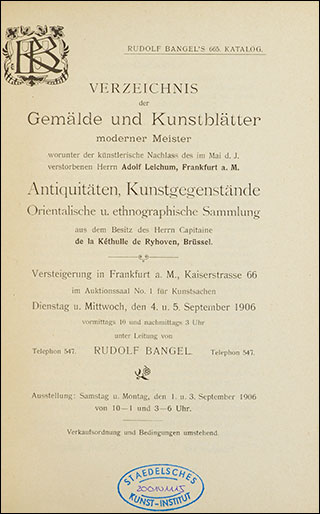 RB
RUDOLF BANGEL'S 665. KATALOG.
VERZEICHNIS
der
Gemälde und Kunstblätter
moderner Meister
worunter der künstlerische Nachlass des im Mai d. J.
verstorbenen Herrn Adolf Leichum, Frankfurt a. M.
Antiquitäten, Kunstgegenstände
Orientalische u. ethnographische Sammlung
aus dem Besitz des Herrn Capitaine
de la Kéthulle de Ryhoven, Brüssel.
Versteigerung in Frankfurt a. M., Kaiserstrasse 66
im Auktionssaal No. 1 für Kunstsachen
Dienstag u. Mittwoch, den 4. u. 5. September 1906
vormittags 10 und nachmittags 3 Uhr
unter Leitung von
Telephon 547. RUDOLF BANGEL. Telephon 547.
Ausstellung: Samstag u. Montag, den 1. u. 3. September 1906
von 10—1 und 3—6 Uhr.
Verkaufsordnung und Bedingungen umstehend.
STAEDELSCHES
KUNST-INSTITUT